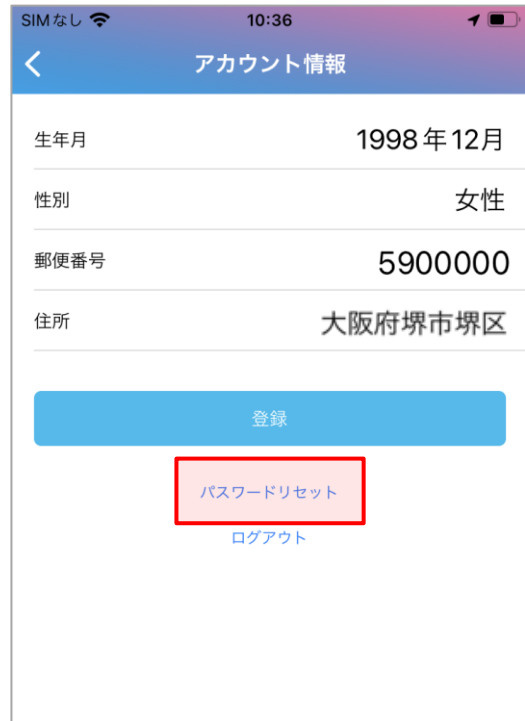 SIMなし 10:36
アカウント情報
生年月 1998年12月
性別 女性
郵便番号 5900000
住所 大阪府堺市堺区
登録
パスワードリセット
ログアウト